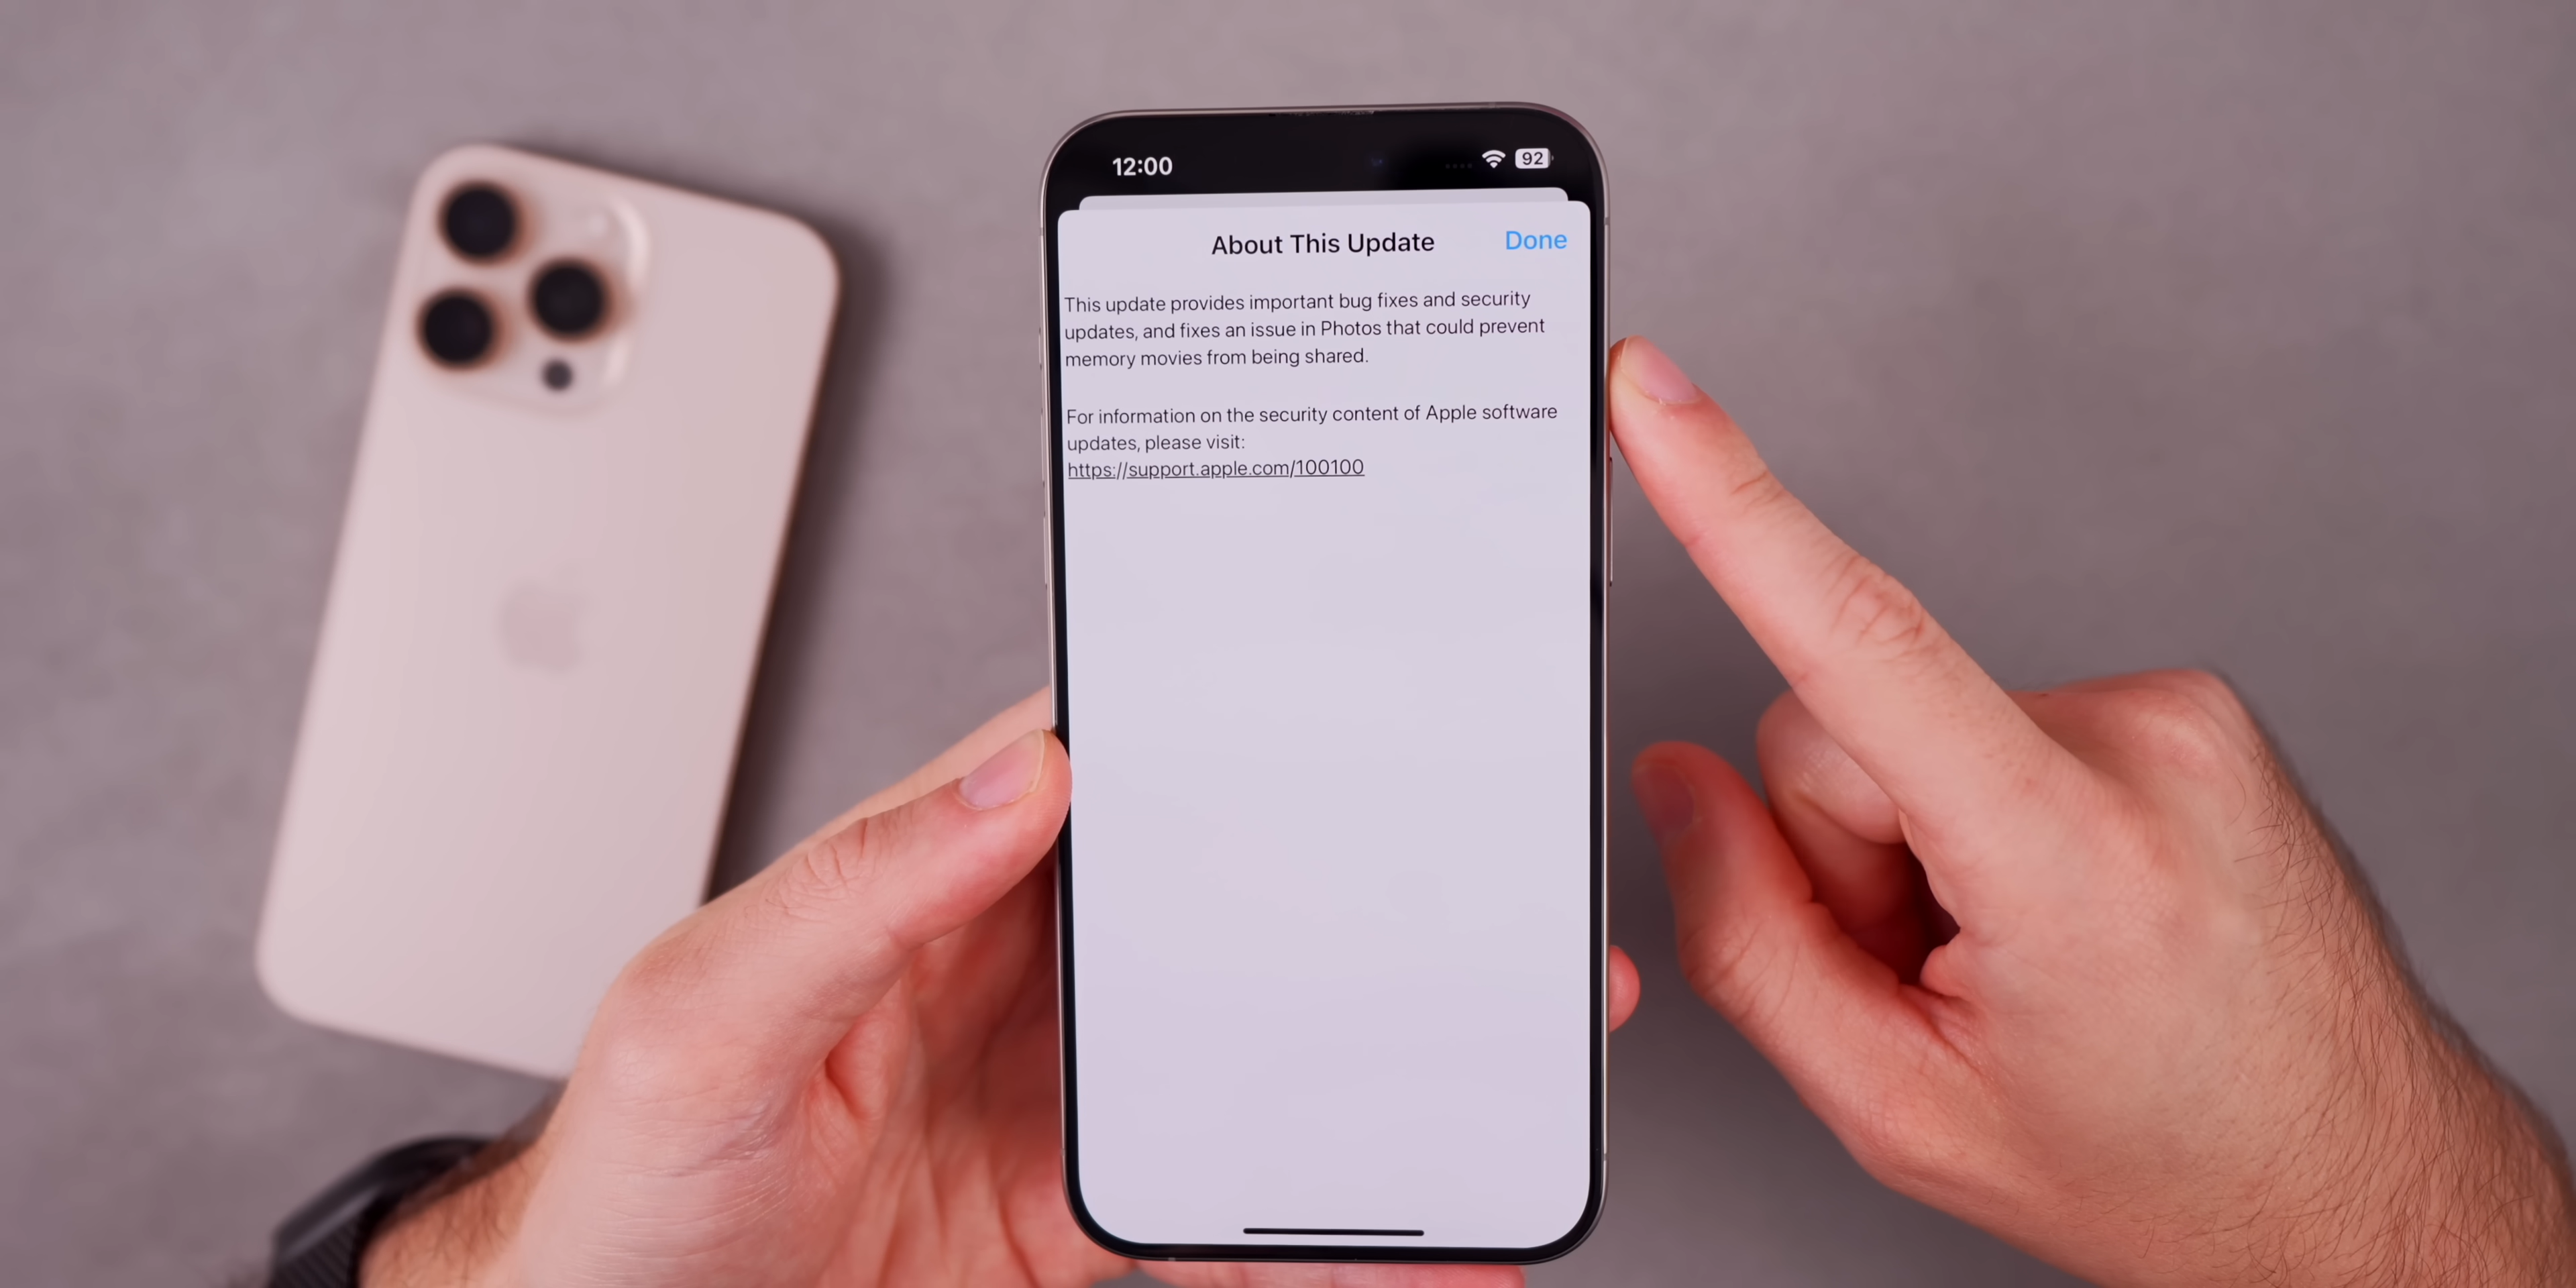 12:00
92
About This Update
Done
This update provides important bug fixes and security
updates, and fixes an issue in Photos that could prevent
memory movies from being shared.
For information on the security content of Apple software
updates, please visit:
https://support.apple.com/100100